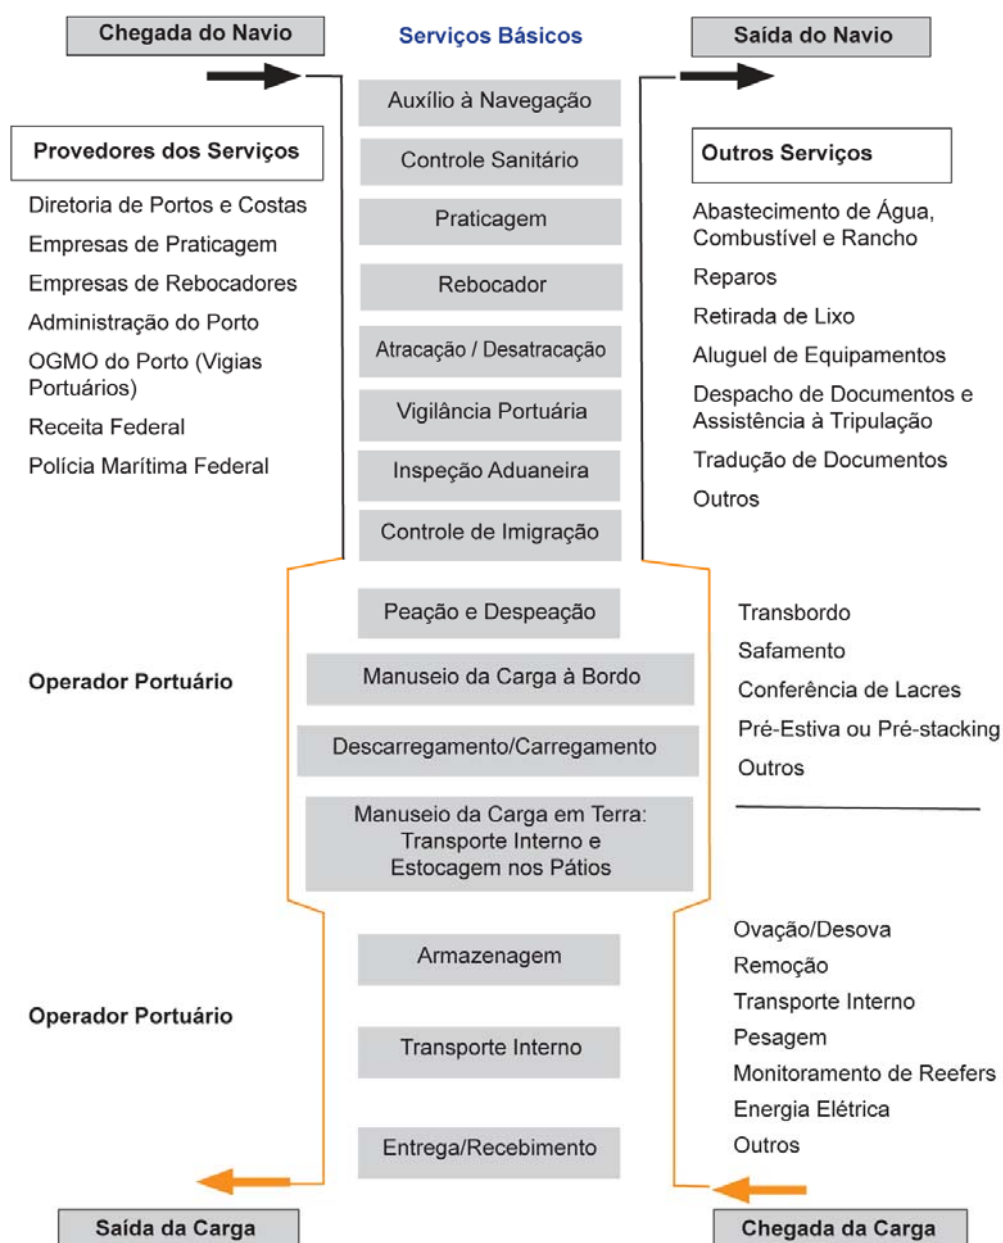 Chegada do Navio
Serviços Básicos
Saída do Navio
Provedores dos Serviços
Diretoria de Portos e Costas
Empresas de Praticagem
Empresas de Rebocadores
Administração do Porto
OGMO do Porto (Vigias
Portuários)
Receita Federal
Polícia Marítima Federal
Auxílio à Navegação
Controle Sanitário
Praticagem
Rebocador
Atracação / Desatracação
Vigilância Portuária
Inspeção Aduaneira
Controle de Imigração
Outros Serviços
Abastecimento de Água,
Combustível e Rancho
Reparos
Retirada de Lixo
Aluguel de Equipamentos
Despacho de Documentos e
Assistência à Tripulação
Tradução de Documentos
Outros
Operador Portuário
Peação e Despeação
Manuseio da Carga à Bordo
Descarregamento/Carregamento
Manuseio da Carga em Terra:
Transporte Interno e
Estocagem nos Pátios
Transbordo
Safamento
Conferência de Lacres
Pré-Estiva ou Pré-stacking
Outros
Operador Portuário
Armazenagem
Transporte Interno
Entrega/Recebimento
Ovação/Desova
Remoção
Transporte Interno
Pesagem
Monitoramento de Reefers
Energia Elétrica
Outros
Saída da Carga
Chegada da Carga